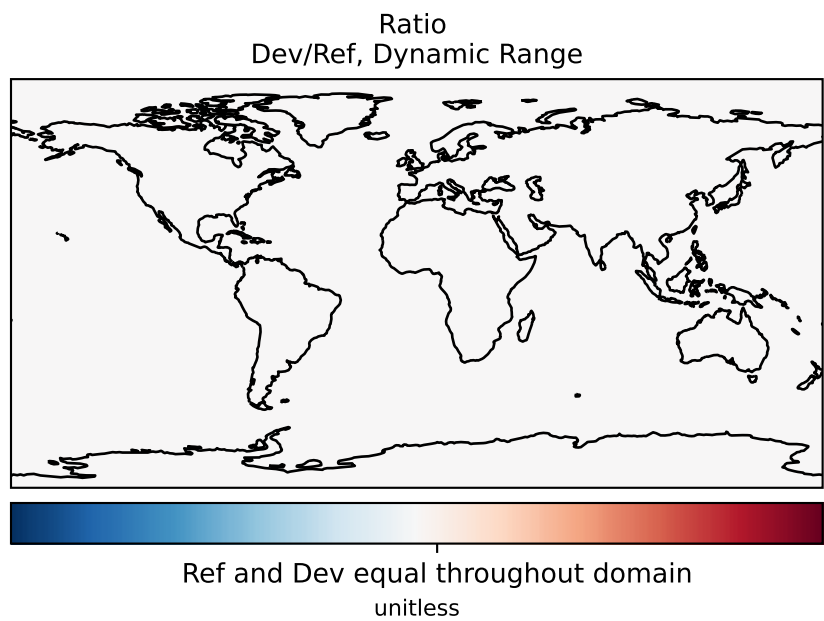 Ratio
Dev/Ref, Dynamic Range
Ref and Dev equal throughout domain
unitless